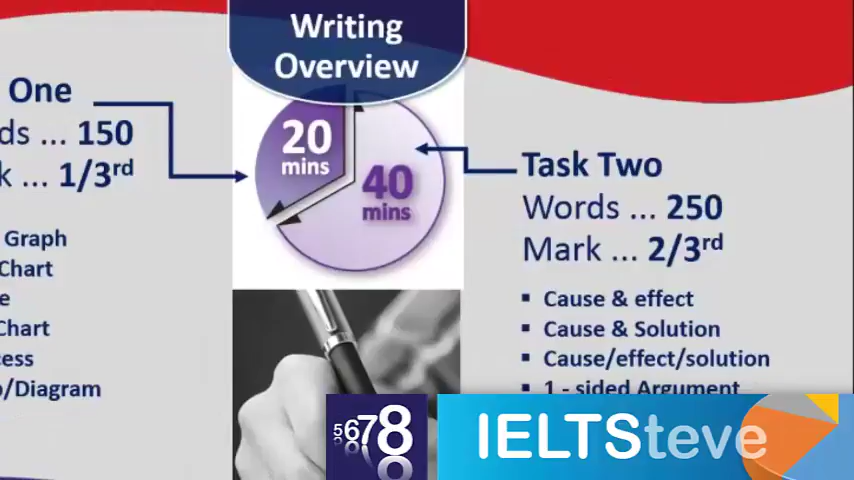 Writing
Overview
One
ds ... 150
k ... 1/3rd
Graph
Chart
e
Chart
cess
o/Diagram
20
mins
40
mins
Task Two
Words ... 250
Mark ... 2/3rd
▪ Cause & effect
▪ Cause & Solution
▪ Cause/effect/solution
▪ 1 - sided Argument
5678
IELTSteve